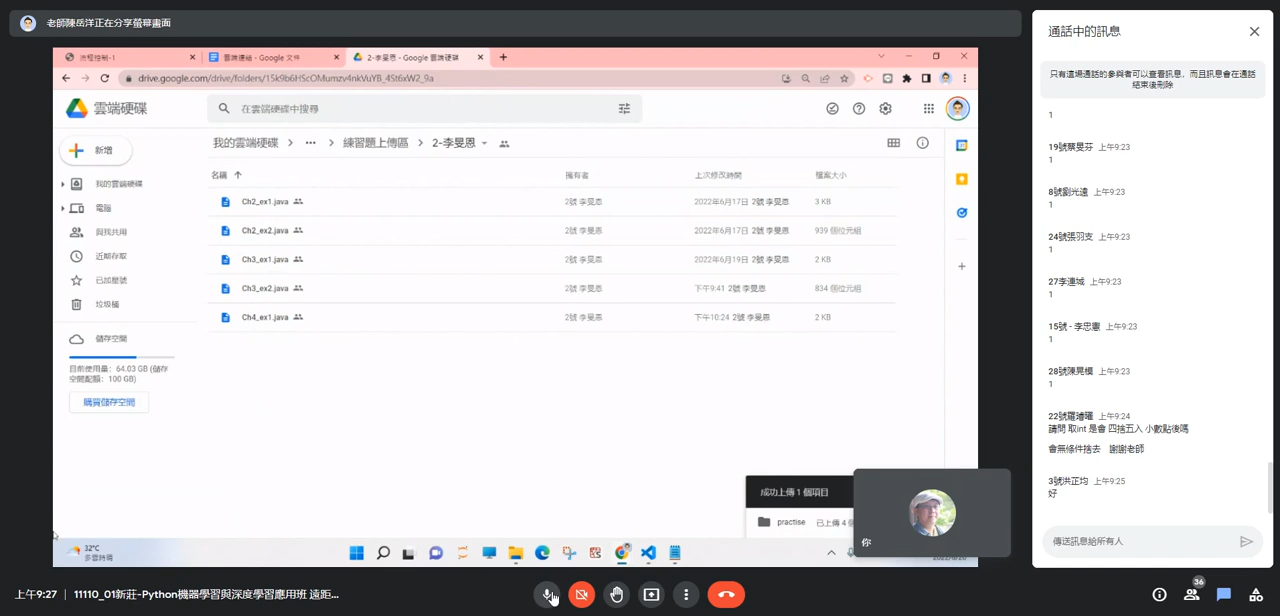 老師陳岳洋正在分享螢幕畫面
流程控制-1
雲端連結 - Google 文件
2-李旻恩 - Google 雲端硬碟
drive.google.com/drive/folders/15k9b6HScOMumzv4nkVuYB_4St6xW2_9a
雲端硬碟
在雲端硬碟中搜尋
新增
我的雲端硬碟
電腦
與我共用
近期存取
已加星號
垃圾桶
儲存空間
目前使用量：64.03 GB (儲存
空間配額：100 GB)
購買儲存空間
我的雲端硬碟 > ... > 練習題上傳區 > 2-李旻恩
名稱 擁有者 上次修改時間 檔案大小
Ch2_ex1.java 2號 李旻恩 2022年6月17日 2號 李旻恩 3 KB
Ch2_ex2.java 2號 李旻恩 2022年6月17日 2號 李旻恩 939 個位元組
Ch3_ex1.java 2號 李旻恩 2022年6月19日 2號 李旻恩 2 KB
Ch3_ex2.java 2號 李旻恩 下午9:41 2號 李旻恩 834 個位元組
Ch4_ex1.java 2號 李旻恩 下午10:24 2號 李旻恩 2 KB
成功上傳 1 個項目
practise 已上傳 4
你
32°C
多雲時晴
上午9:27 | 11110_01新莊-Python機器學習與深度學習應用班 遠距...
通話中的訊息
只有這場通話的參與者可以查看訊息，而且訊息會在通話
結束後刪除
1
19號蔡旻芬 上午9:23
1
8號劉光遠 上午9:23
1
24號張羽支 上午9:23
1
27李連城 上午9:23
1
15號 - 李忠憲 上午9:23
1
28號陳晃模 上午9:23
1
22號羅璿曜 上午9:24
請問 取int 是會 四捨五入 小數點後嗎
會無條件捨去 謝謝老師
3號洪正均 上午9:25
好
傳送訊息給所有人
36